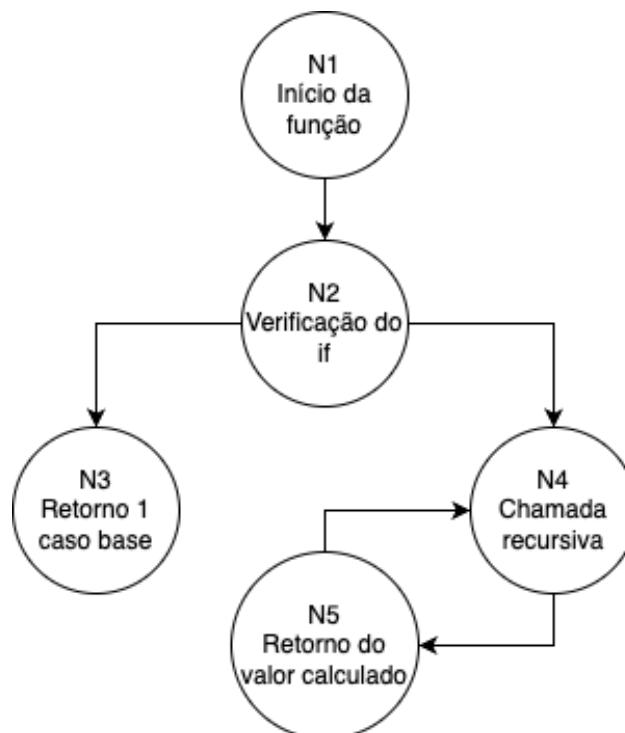 N1
Início da
função
N2
Verificação do
if
N3
Retorno 1
caso base
N4
Chamada
recursiva
N5
Retorno do
valor calculado